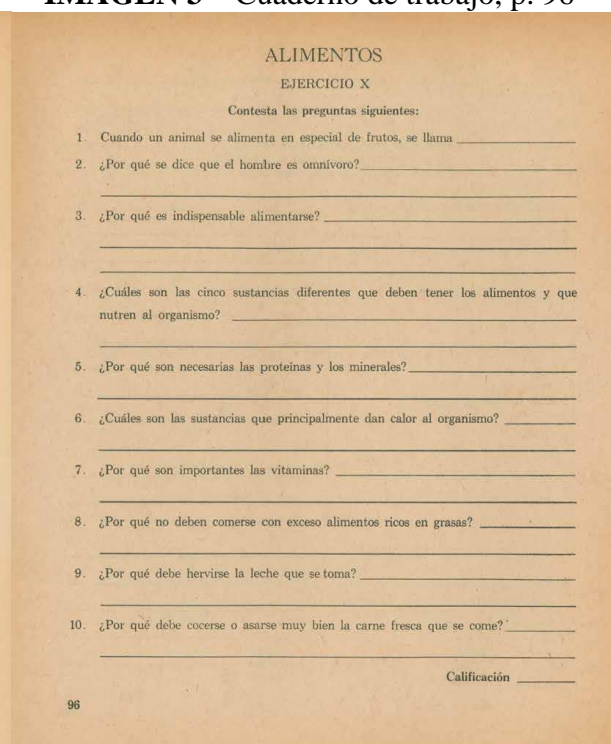 IMAGEN 3 – Cuaderno de trabajo, p. 96
ALIMENTOS
EJERCICIO X
Contesta las preguntas siguientes:
1. Cuando un animal se alimenta en especial de frutos, se llama
2. ¿Por qué se dice que el hombre es omnívoro?
3. ¿Por qué es indispensable alimentarse?
4. ¿Cuáles son las cinco sustancias diferentes que deben tener los alimentos y que
nutren al organismo?
5. ¿Por qué son necesarias las proteínas y los minerales?
6. ¿Cuáles son las sustancias que principalmente dan calor al organismo?
7. ¿Por qué son importantes las vitaminas?
8. ¿Por qué no deben comerse con exceso alimentos ricos en grasas?
9. ¿Por qué debe hervirse la leche que se toma?
10. ¿Por qué debe cocerse o asarse muy bien la carne fresca que se come?
Calificación
96